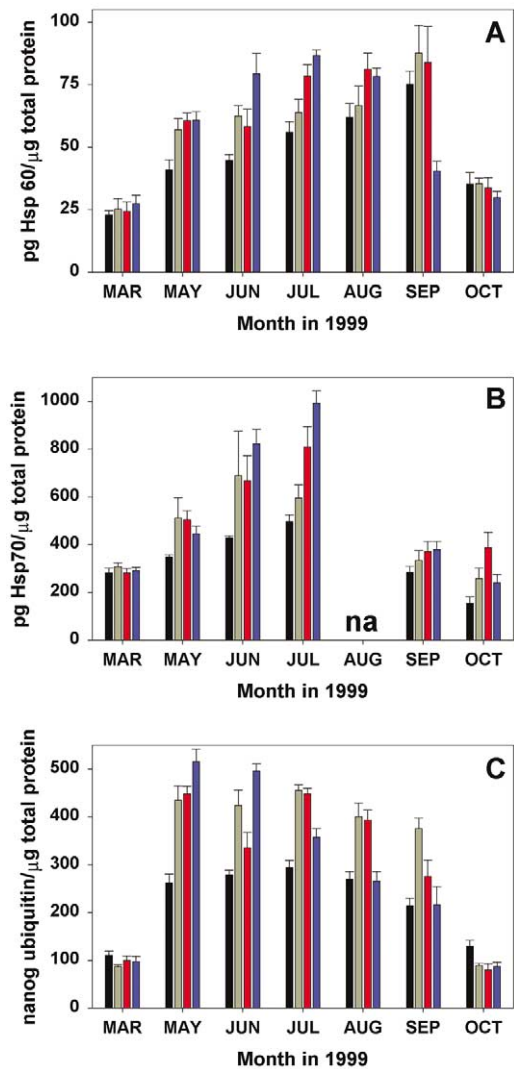 A
pg Hsp 60/μg total protein
100
75
50
25
0
MAR MAY JUN JUL AUG SEP OCT
Month in 1999
B
pg Hsp70/μg total protein
1000
800
600
400
200
0
na
MAR MAY JUN JUL AUG SEP OCT
Month in 1999
C
nanog ubiquitin/μg total protein
500
400
300
200
100
0
MAR MAY JUN JUL AUG SEP OCT
Month in 1999